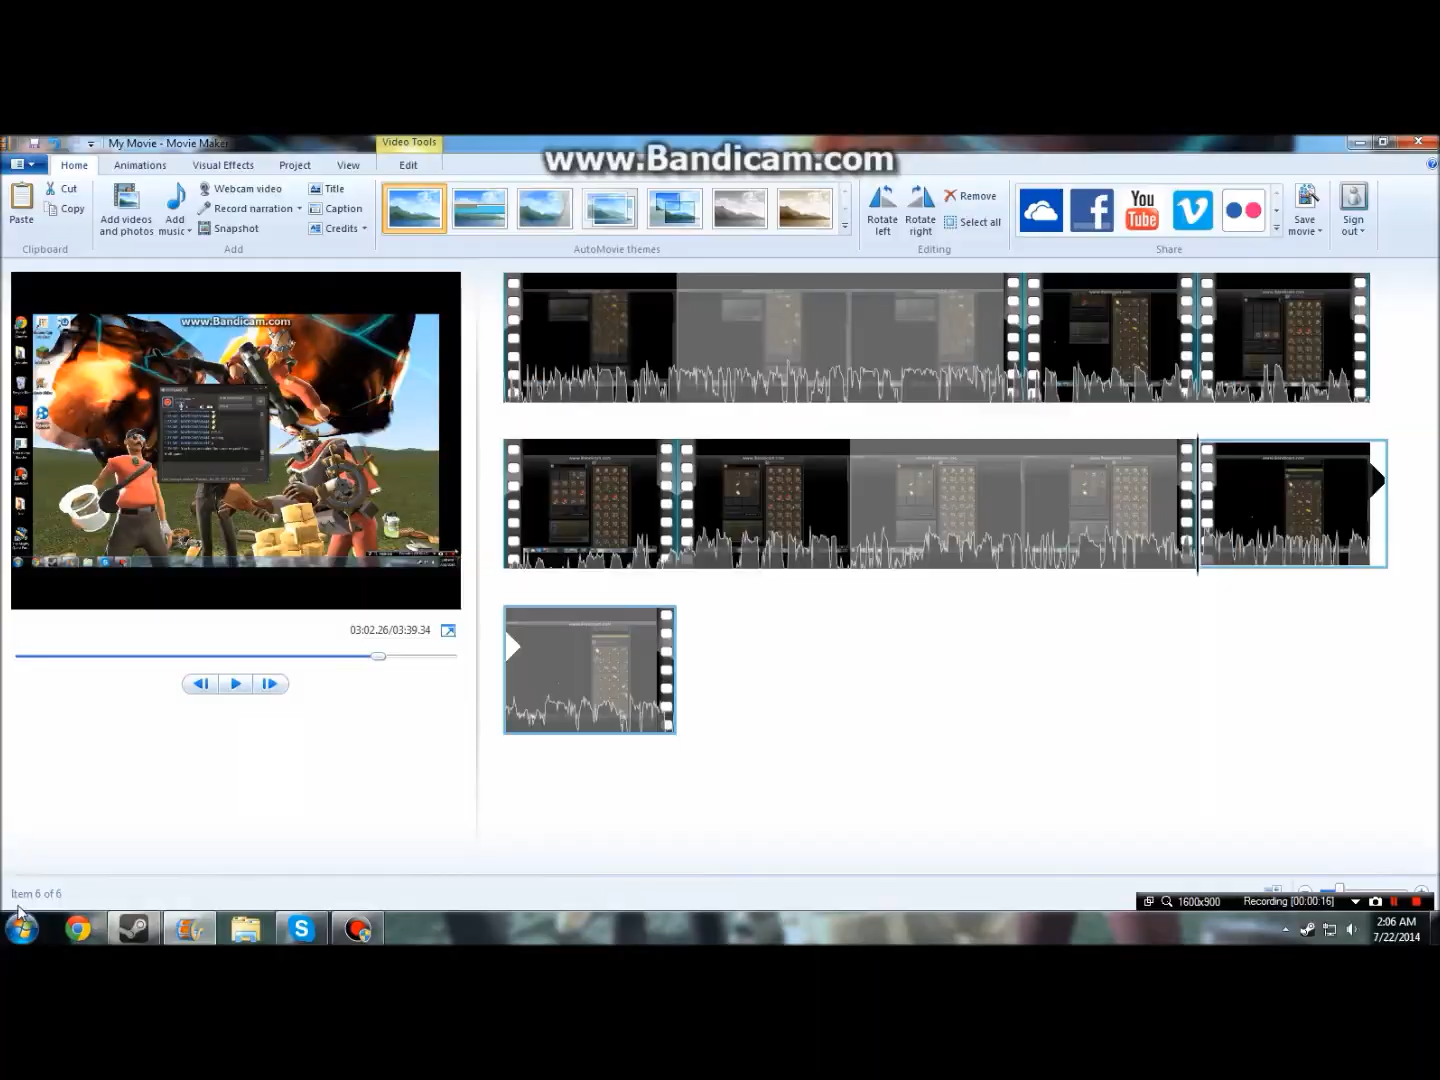 My Movie - Movie Maker
Video Tools
www.Bandicam.com
Home
Animations
Visual Effects
Project
View
Edit
Paste
Cut
Copy
Clipboard
Add videos
and photos
Add
music
Webcam video
Record narration
Snapshot
Title
Caption
Credits
Add
AutoMovie themes
Rotate
left
Rotate
right
Remove
Select all
Editing
f
You
Tube
V
Share
Save
movie
Sign
out
www.Bandicam.com
03:02.26/03:39.34
Item 6 of 6
1600x900
Recording [00:00:16]
S
2:06 AM
7/22/2014